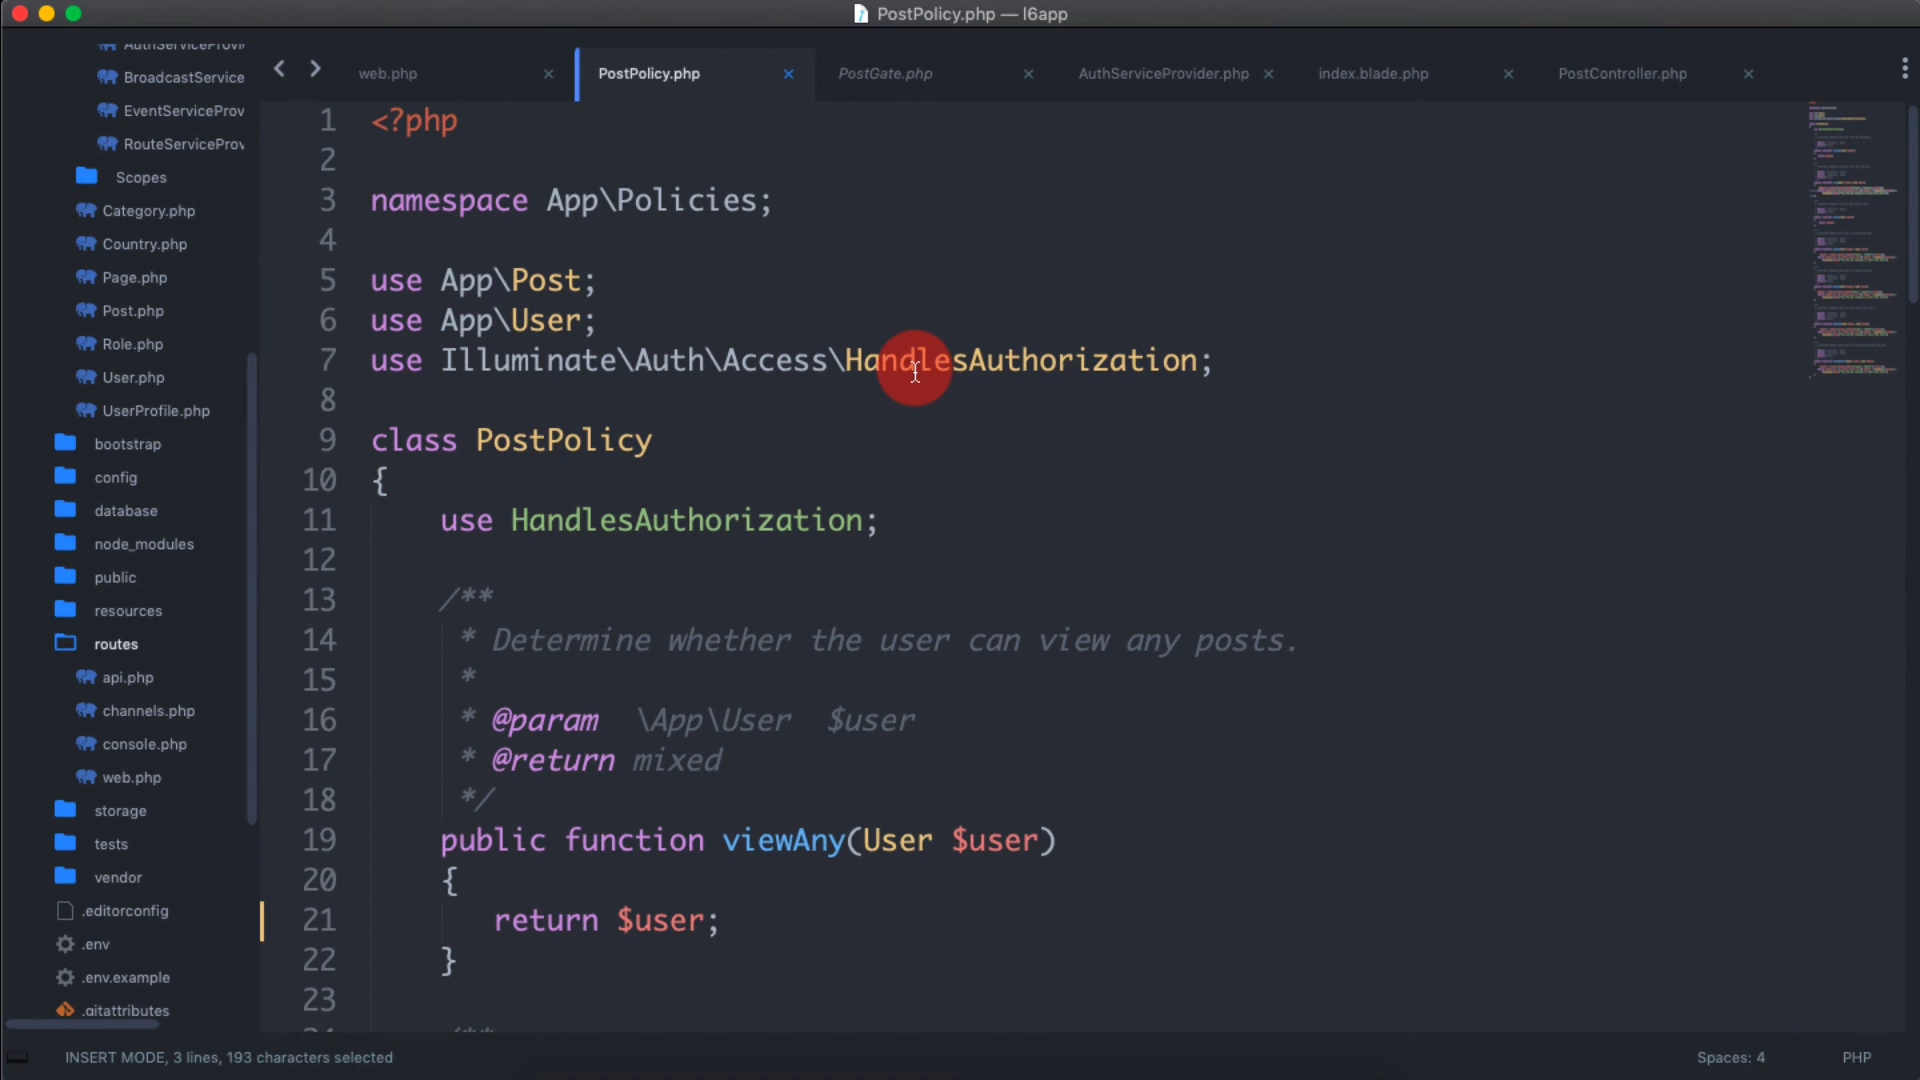 PostPolicy.php — l6app
AuthServiceProvi
BroadcastService
EventServiceProv
RouteServiceProv
Scopes
Category.php
Country.php
Page.php
Post.php
Role.php
User.php
UserProfile.php
bootstrap
config
database
node_modules
public
resources
routes
api.php
channels.php
console.php
web.php
storage
tests
vendor
.editorconfig
.env
.env.example
.gitattributes
web.php PostPolicy.php PostGate.php AuthServiceProvider.php index.blade.php PostController.php
1 <?php
2
3 namespace App\Policies;
4
5 use App\Post;
6 use App\User;
7 use Illuminate\Auth\Access\HandlesAuthorization;
8
9 class PostPolicy
10 {
11 use HandlesAuthorization;
12
13 /**
14 * Determine whether the user can view any posts.
15 *
16 * @param \App\User $user
17 * @return mixed
18 */
19 public function viewAny(User $user)
20 {
21 return $user;
22 }
23
24 /**
INSERT MODE, 3 lines, 193 characters selected
Spaces: 4 PHP